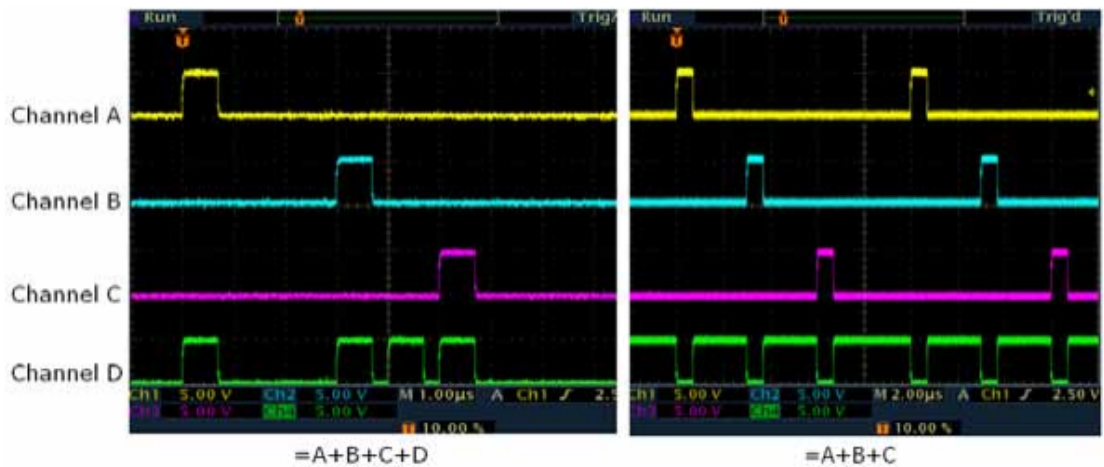 Run Trig
Run Trig'd
Channel A
Channel B
Channel C
Channel D
Ch1 5.00 V Ch2 5.00 V M 1.00µs A Ch1 2.5
Ch3 5.00 V Ch4 5.00 V
10.00 %
Ch1 5.00 V Ch2 5.00 V M 2.00µs A Ch1 2.50 V
Ch3 5.00 V Ch4 5.00 V
10.00 %
=A+B+C+D
=A+B+C